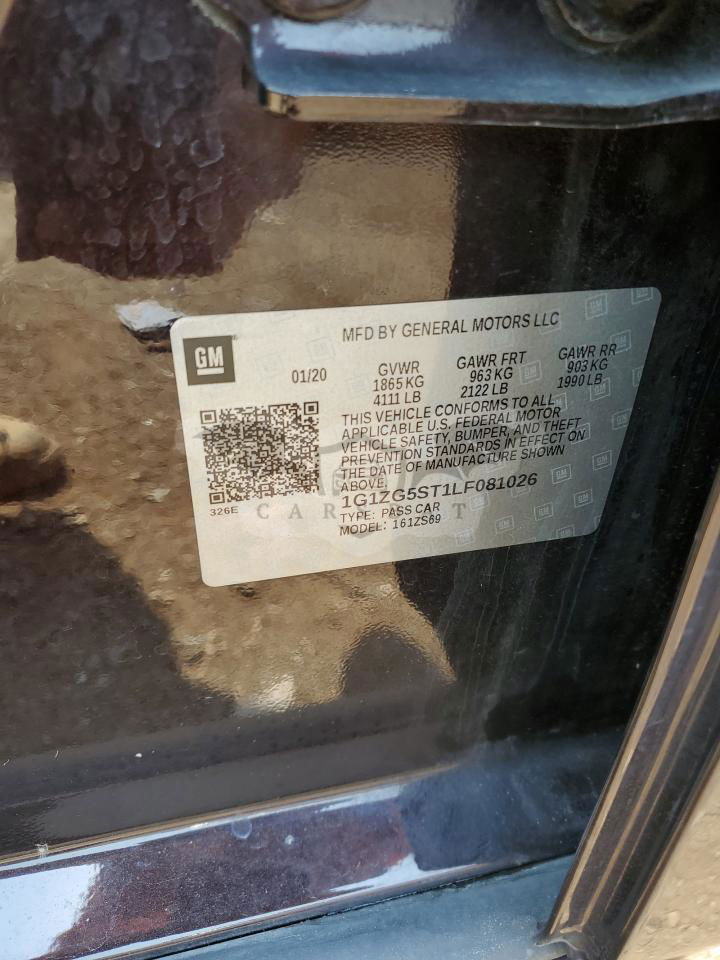 MFD BY GENERAL MOTORS LLC
GM
01/20
GVWR
1865 KG
4111 LB
GAWR FRT
963 KG
2122 LB
GAWR RR
903 KG
1990 LB
THIS VEHICLE CONFORMS TO ALL
APPLICABLE U.S. FEDERAL MOTOR
VEHICLE SAFETY, BUMPER, AND THEFT
PREVENTION STANDARDS IN EFFECT ON
THE DATE OF MANUFACTURE SHOWN
ABOVE.
1G1ZG5ST1LF081026
326E
TYPE: PASS CAR
MODEL: 161ZS69